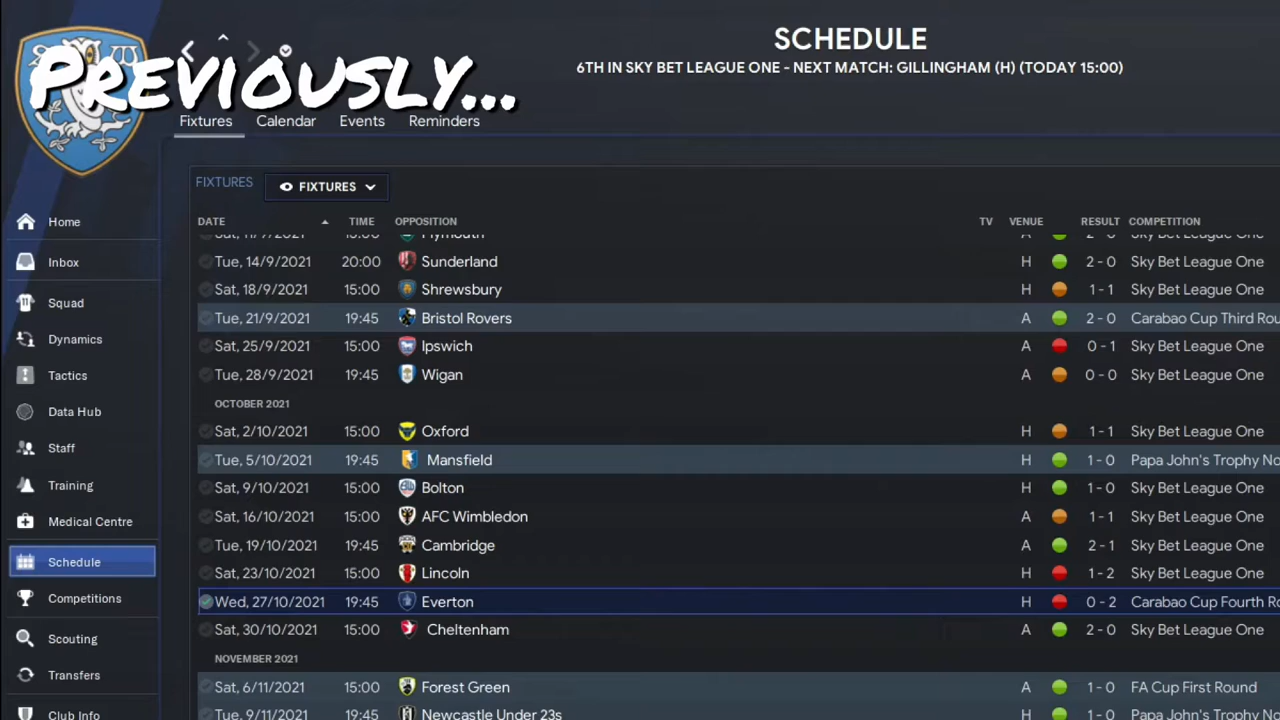 SCHEDULE
6TH IN SKY BET LEAGUE ONE - NEXT MATCH: GILLINGHAM (H) (TODAY 15:00)
PREVIOUSLY...
Fixtures Calendar Events Reminders
FIXTURES FIXTURES
DATE TIME OPPOSITION TV VENUE RESULT COMPETITION
Sat, 11/9/2021 15:00 Plymouth A Sky Bet League One
Tue, 14/9/2021 20:00 Sunderland H 2 - 0 Sky Bet League One
Sat, 18/9/2021 15:00 Shrewsbury H 1 - 1 Sky Bet League One
Tue, 21/9/2021 19:45 Bristol Rovers A 2 - 0 Carabao Cup Third Rou
Sat, 25/9/2021 15:00 Ipswich A 0 - 1 Sky Bet League One
Tue, 28/9/2021 19:45 Wigan A 0 - 0 Sky Bet League One
OCTOBER 2021
Sat, 2/10/2021 15:00 Oxford H 1 - 1 Sky Bet League One
Tue, 5/10/2021 19:45 Mansfield H 1 - 0 Papa John's Trophy No
Sat, 9/10/2021 15:00 Bolton H 1 - 0 Sky Bet League One
Sat, 16/10/2021 15:00 AFC Wimbledon A 1 - 1 Sky Bet League One
Tue, 19/10/2021 19:45 Cambridge A 2 - 1 Sky Bet League One
Sat, 23/10/2021 15:00 Lincoln H 1 - 2 Sky Bet League One
Wed, 27/10/2021 19:45 Everton H 0 - 2 Carabao Cup Fourth Ro
Sat, 30/10/2021 15:00 Cheltenham A 2 - 0 Sky Bet League One
NOVEMBER 2021
Sat, 6/11/2021 15:00 Forest Green A 1 - 0 FA Cup First Round
Tue, 9/11/2021 19:45 Newcastle Under 23s H 1 - 0 Papa John's Trophy No
Home
Inbox
Squad
Dynamics
Tactics
Data Hub
Staff
Training
Medical Centre
Schedule
Competitions
Scouting
Transfers
Club Info